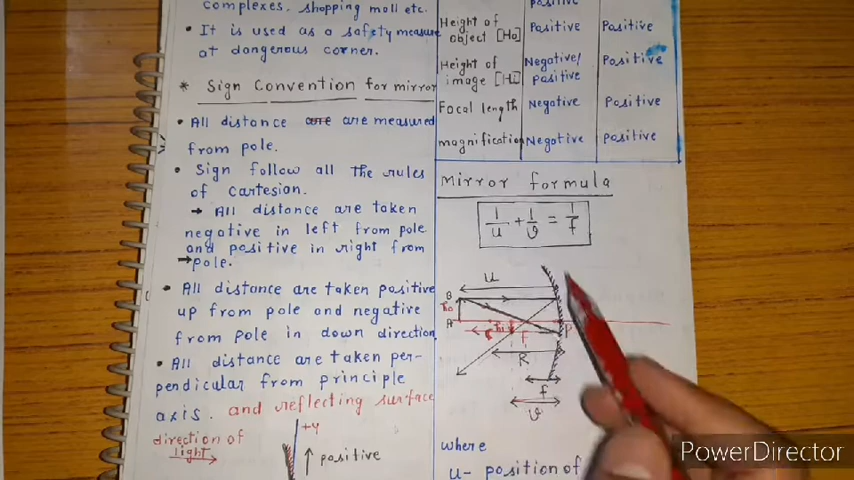 complexes, shopping moll etc.
• It is used as a safety measure
at dangerous corner.
* Sign Convention for mirror
• All distance are are measured
from pole.
• Sign follow all the rules
of cartesion.
→ All distance are taken
negative in left from pole
and positive in right from
→ pole.
• All distance are taken positive
up from pole and negative
from pole in down direction
• All distance are taken per-
pendicular from principle
axis. and reflecting surface
direction of
light
+y
↑ positive
positive
Height of
object [Ho] Positive Positive
Height of
image [Hi] Negative/
Positive Positive
Focal length Negative Positive
magnification Negative Positive
Mirror formula
1/u + 1/v = 1/f
u
B
ho
A
hi
F
P
R
f
v
where
u- position of
PowerDirector